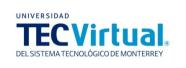 UNIVERSIDAD
TECVirtual.
DEL SISTEMA TECNOLÓGICO DE MONTERREY